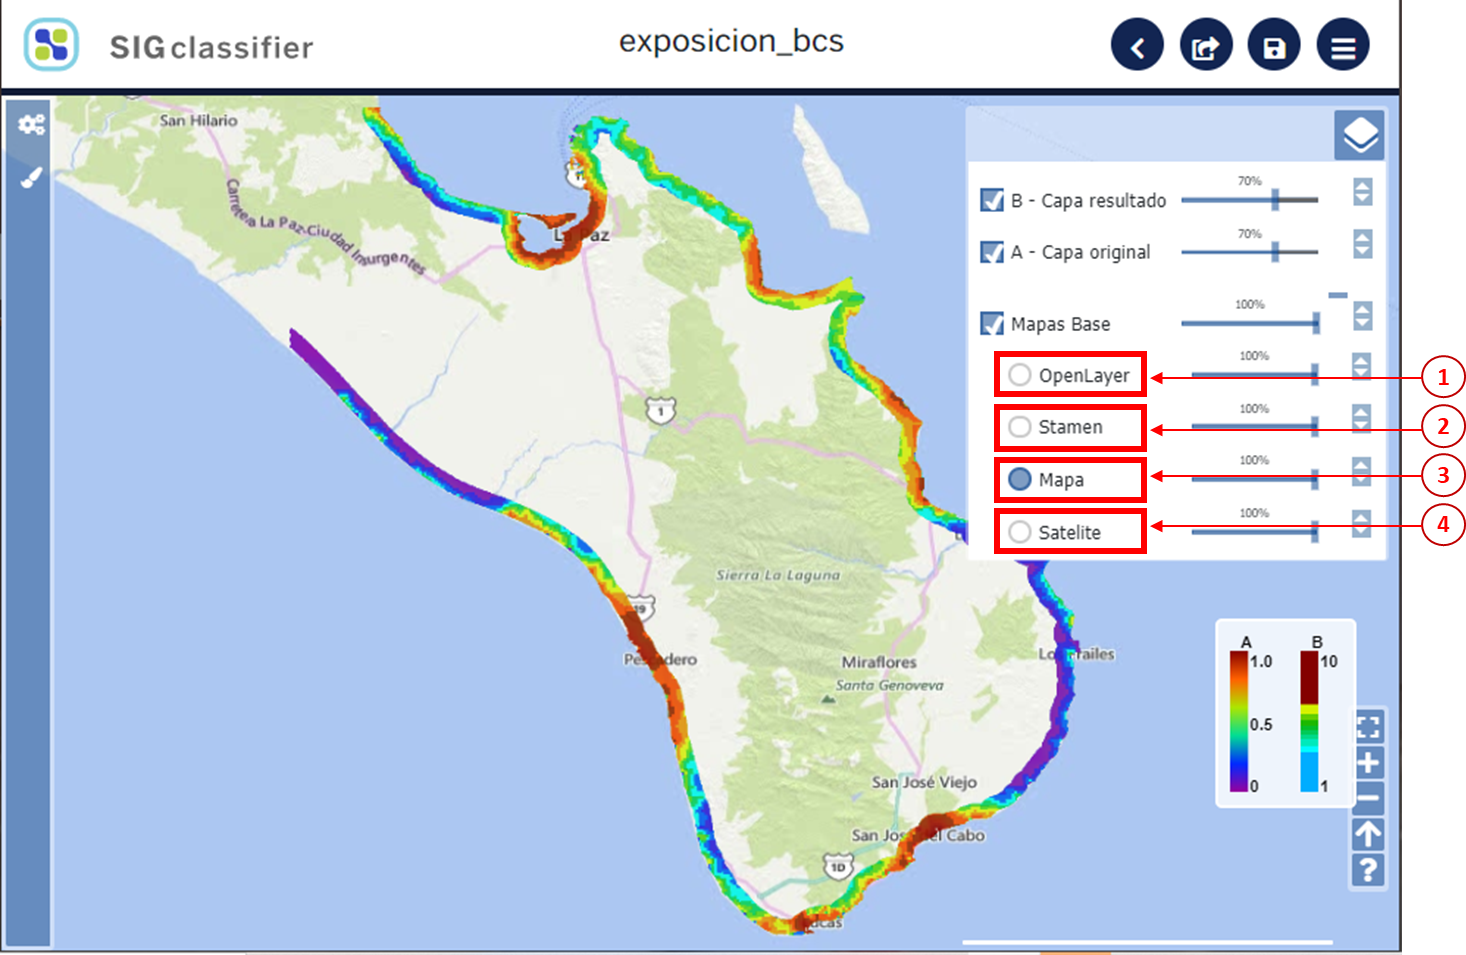 SIGclassifier
exposicion_bcs
San Hilario
Carretera La Paz-Ciudad Insurgentes
La Paz
70%
B - Capa resultado
70%
A - Capa original
100%
Mapas Base
100%
OpenLayer
1
100%
Stamen
2
100%
Mapa
3
100%
Satelite
4
1
Sierra La Laguna
19
Pescadero
Miraflores
Los Frailes
Santa Genoveva
A B
1.0 10
0.5
0 1
San José Viejo
San José del Cabo
1D
?